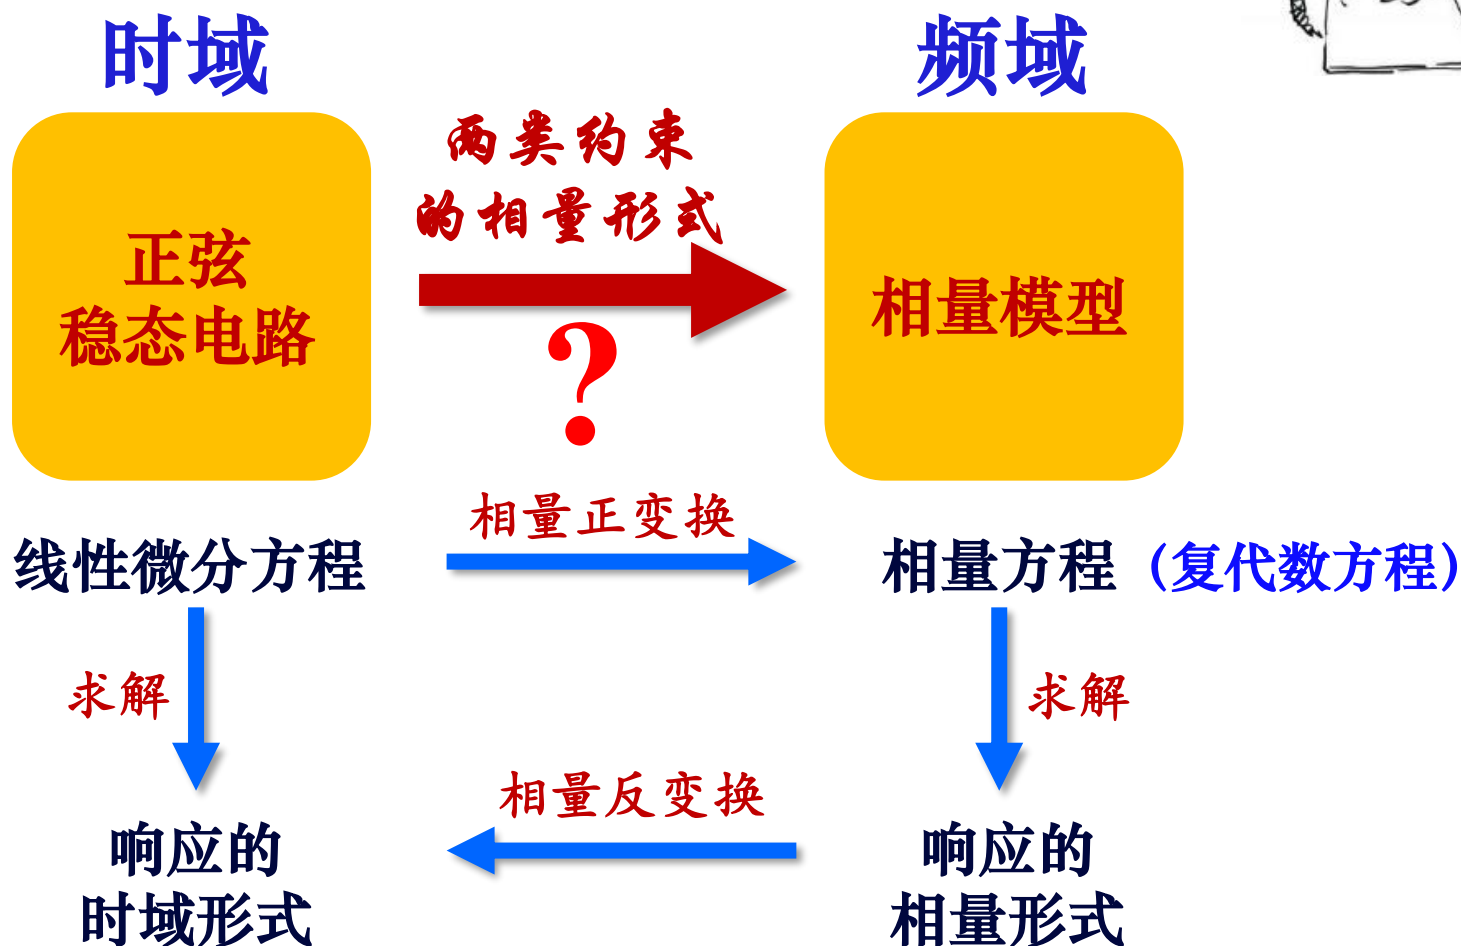 时域
频域
两类约束
的相量形式
正弦
稳态电路
?
相量模型
相量正变换
线性微分方程
相量方程（复代数方程）
求解
求解
相量反变换
响应的
时域形式
响应的
相量形式